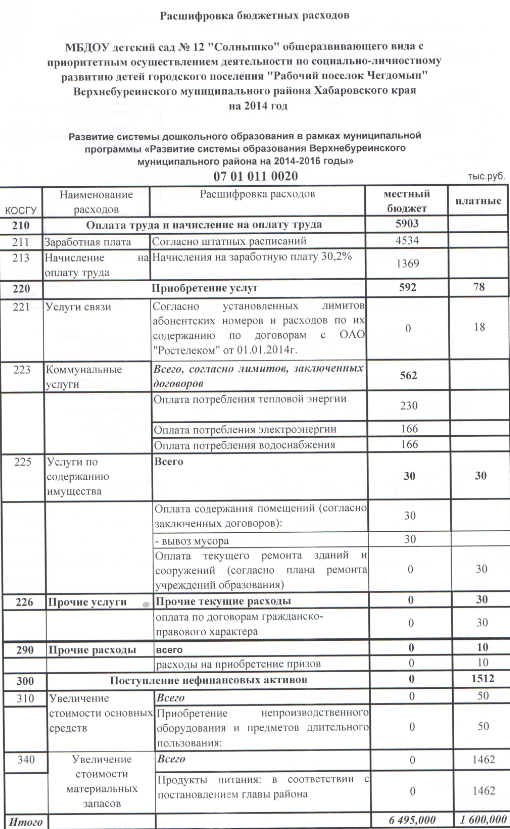 Расшифровка бюджетных расходов
МБДОУ детский сад № 12 "Солнышко" общеразвивающего вида с
приоритетным осуществлением деятельности по социально-личностному
развитию детей городского поселения "Рабочий поселок Чегдомын"
Верхнебуреинского муниципального района Хабаровского края
на 2014 год
Развитие системы дошкольного образования в рамках муниципальной
программы «Развитие системы образования Верхнебуреинского
муниципального района на 2014-2016 годы»
07 01 011 0020 тыс.руб.
КОСГУ Наименование расходов Расшифровка расходов местный бюджет платные
210 Оплата труда и начисление на оплату труда 5903
211 Заработная плата Согласно штатных расписаний 4534
213 Начисление на оплату труда Начисления на заработную плату 30,2% 1369
220 Приобретение услуг 592 78
221 Услуги связи Согласно установленных лимитов
абонентских номеров и расходов по их
содержанию по договорам с ОАО
"Ростелеком" от 01.01.2014г. 0 18
223 Коммунальные услуги Всего, согласно лимитов, заключенных
договоров 562
Оплата потребления тепловой энергии 230
Оплата потребления электроэнергии 166
Оплата потребления водоснабжения 166
225 Услуги по содержанию имущества Всего 30 30
Оплата содержания помещений (согласно
заключенных договоров): 30
- вывоз мусора 30
Оплата текущего ремонта зданий и
сооружений (согласно плана ремонта
учреждений образования) 0 30
226 Прочие услуги Прочие текущие расходы 0 30
оплата по договорам гражданско-
правового характера 0 30
290 Прочие расходы всего 0 10
расходы на приобретение призов 0 10
300 Поступление нефинансовых активов 0 1512
310 Увеличение стоимости основных средств Всего 0 50
Приобретение непроизводственного
оборудования и предметов длительного
пользования: 0 50
340 Увеличение стоимости материальных запасов Всего 0 1462
Продукты питания: в соответствии с
постановлением главы района 0 1462
Итого 6 495,000 1 600,000